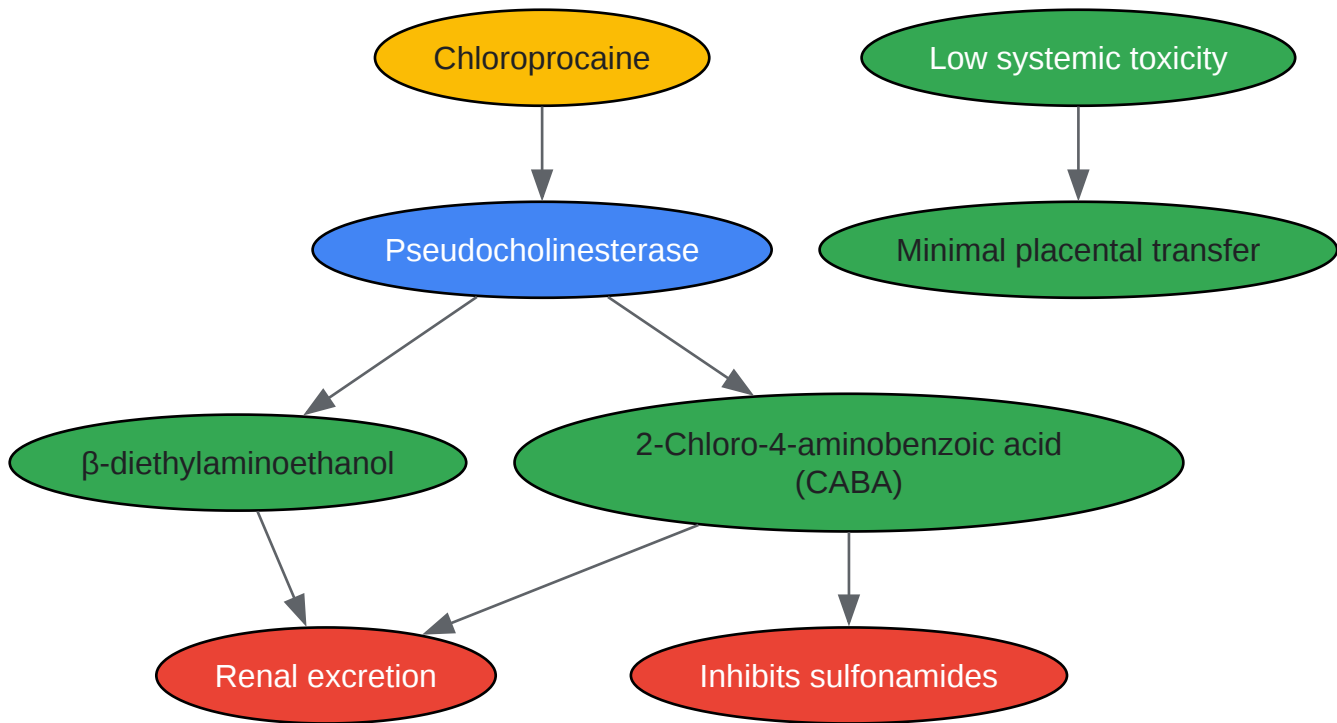 Chloroprocaine
Low systemic toxicity
Pseudocholinesterase
Minimal placental transfer
β-diethylaminoethanol
2-Chloro-4-aminobenzoic acid
(CABA)
Renal excretion
Inhibits sulfonamides